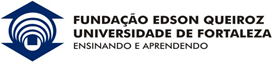 FUNDAÇÃO EDSON QUEIROZ
UNIVERSIDADE DE FORTALEZA
ENSINANDO E APRENDENDO